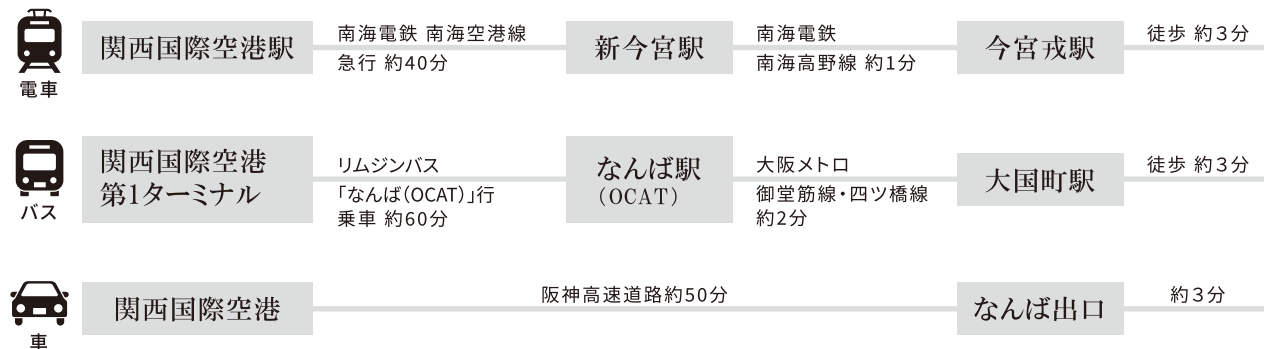 電車
関西国際空港駅
南海電鉄 南海空港線
急行 約40分
新今宮駅
南海電鉄
南海高野線 約1分
今宮戎駅
徒歩 約3分
バス
関西国際空港
第1ターミナル
リムジンバス
「なんば(OCAT)」行
乗車 約60分
なんば駅
(OCAT)
大阪メトロ
御堂筋線・四ツ橋線
約2分
大国町駅
徒歩 約3分
車
関西国際空港
阪神高速道路約50分
なんば出口
約3分